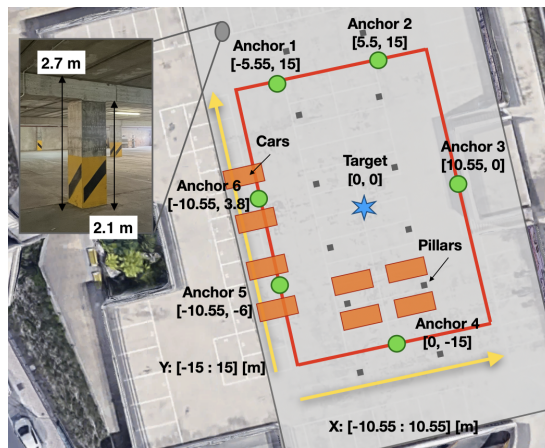 Anchor 2
[5.5, 15]
Anchor 1
[-5.55, 15]
2.7 m
Cars
Anchor 3
[10.55, 0]
Target
[0, 0]
Anchor 6
[-10.55, 3.8]
2.1 m
Pillars
Anchor 5
[-10.55, -6]
Anchor 4
[0, -15]
Y: [-15 : 15] [m]
X: [-10.55 : 10.55] [m]